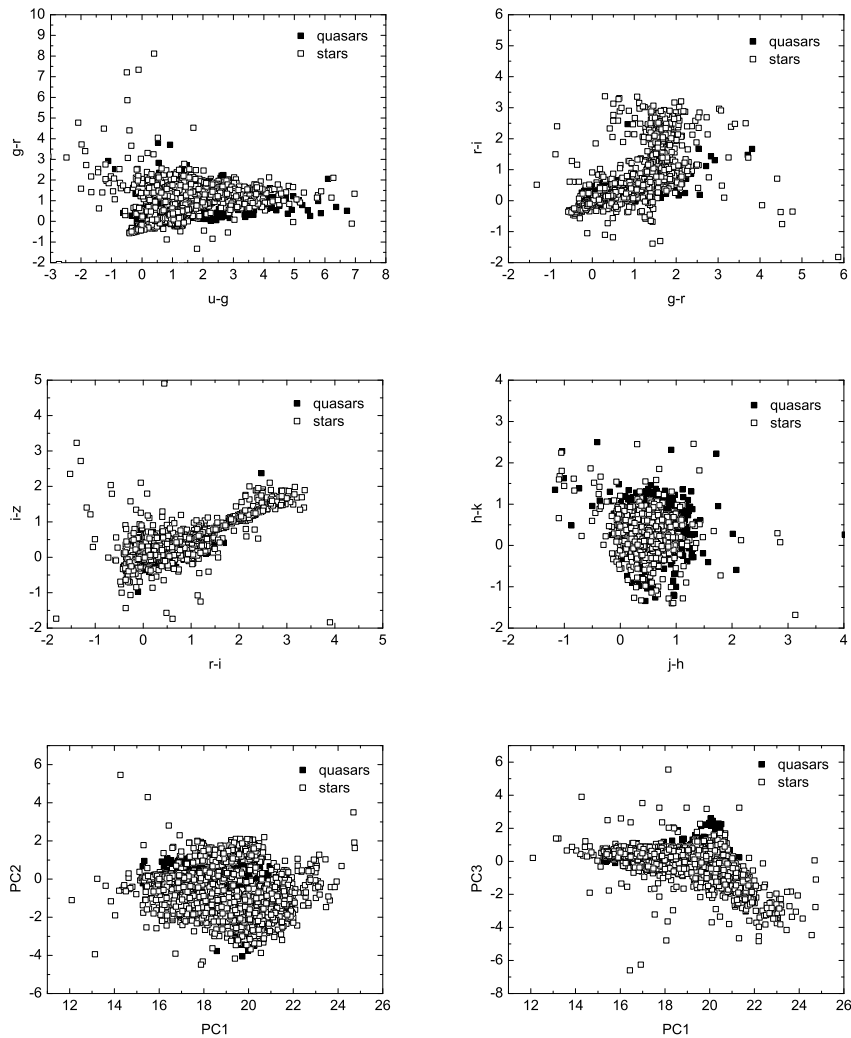 10
9
8
7
6
5
4
3
2
1
0
-1
-2
g-r
-3 -2 -1 0 1 2 3 4 5 6 7 8
u-g
quasars
stars
6
5
4
3
2
1
0
-1
-2
r-i
-2 -1 0 1 2 3 4 5 6
g-r
quasars
stars
5
4
3
2
1
0
-1
-2
i-z
-2 -1 0 1 2 3 4 5
r-i
quasars
stars
4
3
2
1
0
-1
-2
h-k
-2 -1 0 1 2 3 4
j-h
quasars
stars
6
4
2
0
-2
-4
-6
PC2
12 14 16 18 20 22 24 26
PC1
quasars
stars
6
4
2
0
-2
-4
-6
-8
PC3
12 14 16 18 20 22 24 26
PC1
quasars
stars